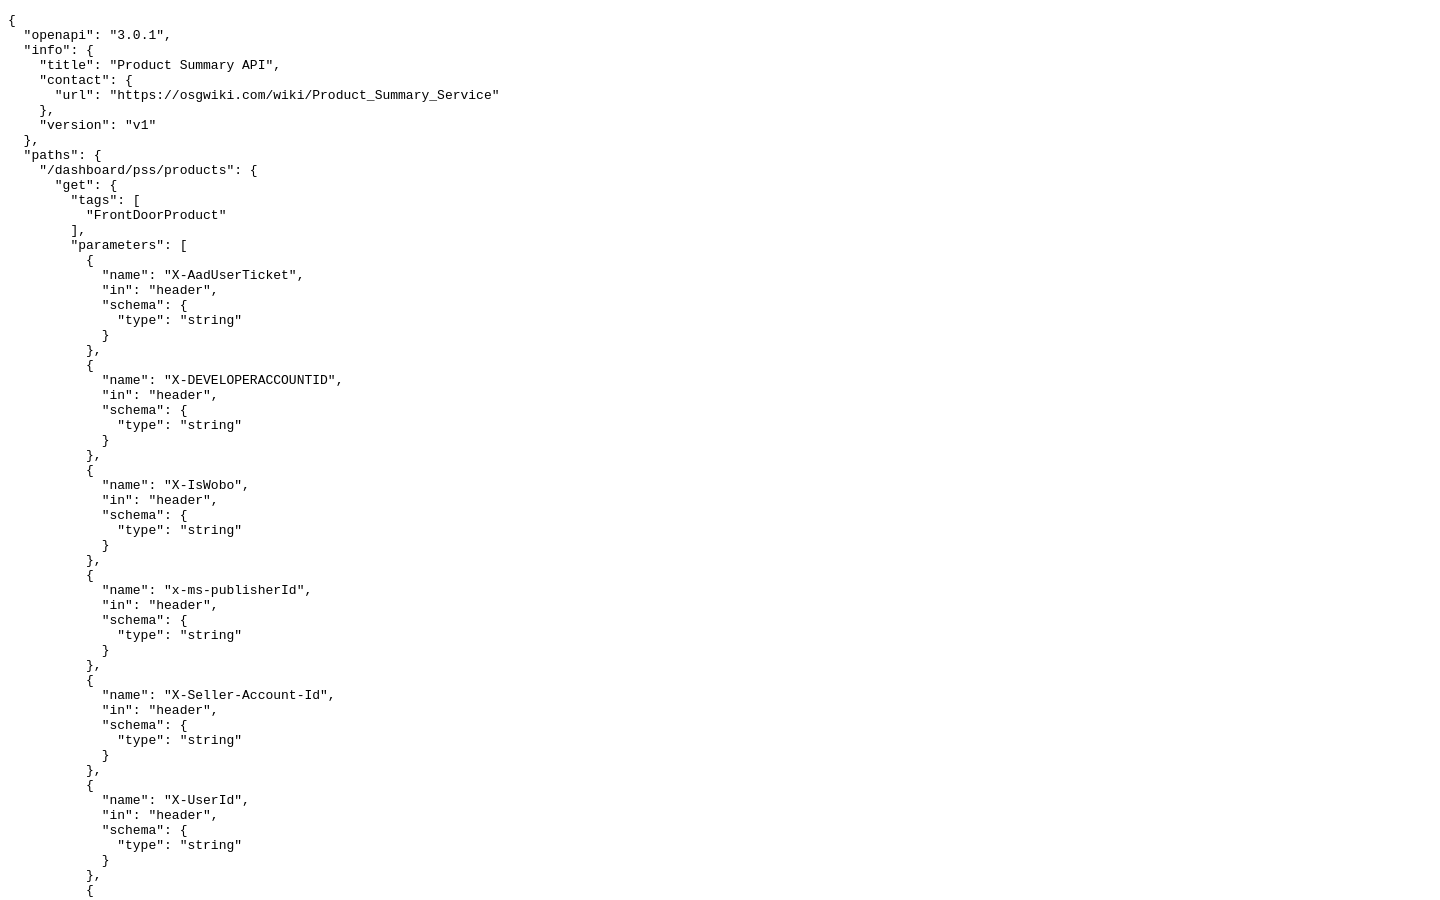 {
  "openapi": "3.0.1",
  "info": {
    "title": "Product Summary API",
    "contact": {
      "url": "https://osgwiki.com/wiki/Product_Summary_Service"
    },
    "version": "v1"
  },
  "paths": {
    "/dashboard/pss/products": {
      "get": {
        "tags": [
          "FrontDoorProduct"
        ],
        "parameters": [
          {
            "name": "X-AadUserTicket",
            "in": "header",
            "schema": {
              "type": "string"
            }
          },
          {
            "name": "X-DEVELOPERACCOUNTID",
            "in": "header",
            "schema": {
              "type": "string"
            }
          },
          {
            "name": "X-IsWobo",
            "in": "header",
            "schema": {
              "type": "string"
            }
          },
          {
            "name": "x-ms-publisherId",
            "in": "header",
            "schema": {
              "type": "string"
            }
          },
          {
            "name": "X-Seller-Account-Id",
            "in": "header",
            "schema": {
              "type": "string"
            }
          },
          {
            "name": "X-UserId",
            "in": "header",
            "schema": {
              "type": "string"
            }
          },
          {